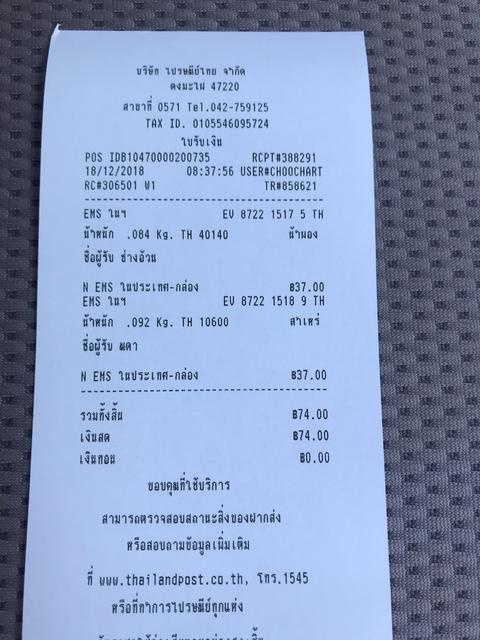 บริษัท ไปรษณีย์ไทย จำกัด
ดงมะไฟ 47220
สาขาที่ 0571 Tel.042-759125
TAX ID. 0105546095724
ใบรับเงิน
POS IDB10470000200735 RCPT#388291
18/12/2018 08:37:56 USER#CHOOCHART
RC#306501 W1 TR#858621
EMS ในฯ EV 8722 1517 5 TH
น้ำหนัก .084 Kg. TH 40140 น้ำพอง
ชื่อผู้รับ ช่างอ้วน
N EMS ในประเทศ-กล่อง ฿37.00
EMS ในฯ EV 8722 1518 9 TH
น้ำหนัก .092 Kg. TH 10600 สำเหร่
ชื่อผู้รับ ผดา
N EMS ในประเทศ-กล่อง ฿37.00
รวมทั้งสิ้น ฿74.00
เงินสด ฿74.00
เงินทอน ฿0.00
ขอบคุณที่ใช้บริการ
สามารถตรวจสอบสถานะสิ่งของฝากส่ง
หรือสอบถามข้อมูลเพิ่มเติม
ที่ www.thailandpost.co.th, โทร.1545
หรือที่ทำการไปรษณีย์ทุกแห่ง